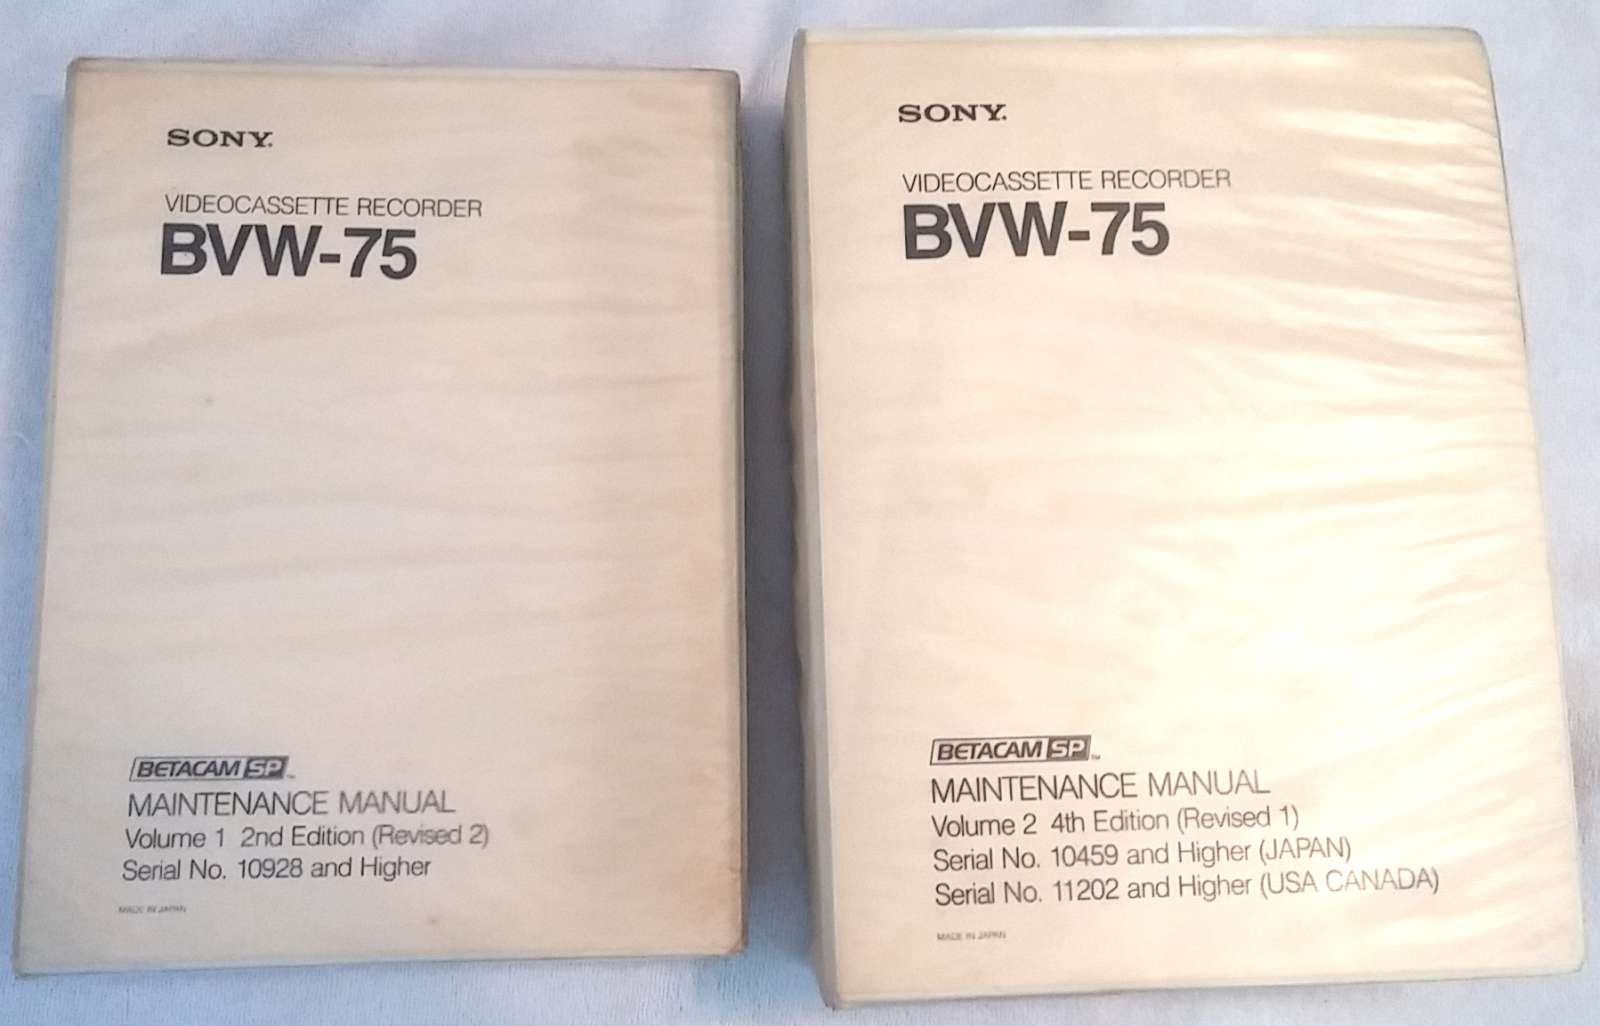 SONY.
VIDEOCASSETTE RECORDER
BVW-75
BETACAM SP TM
MAINTENANCE MANUAL
Volume 1 2nd Edition (Revised 2)
Serial No. 10928 and Higher
MADE IN JAPAN
SONY.
VIDEOCASSETTE RECORDER
BVW-75
BETACAM SP TM
MAINTENANCE MANUAL
Volume 2 4th Edition (Revised 1)
Serial No. 10459 and Higher (JAPAN)
Serial No. 11202 and Higher (USA CANADA)
MADE IN JAPAN